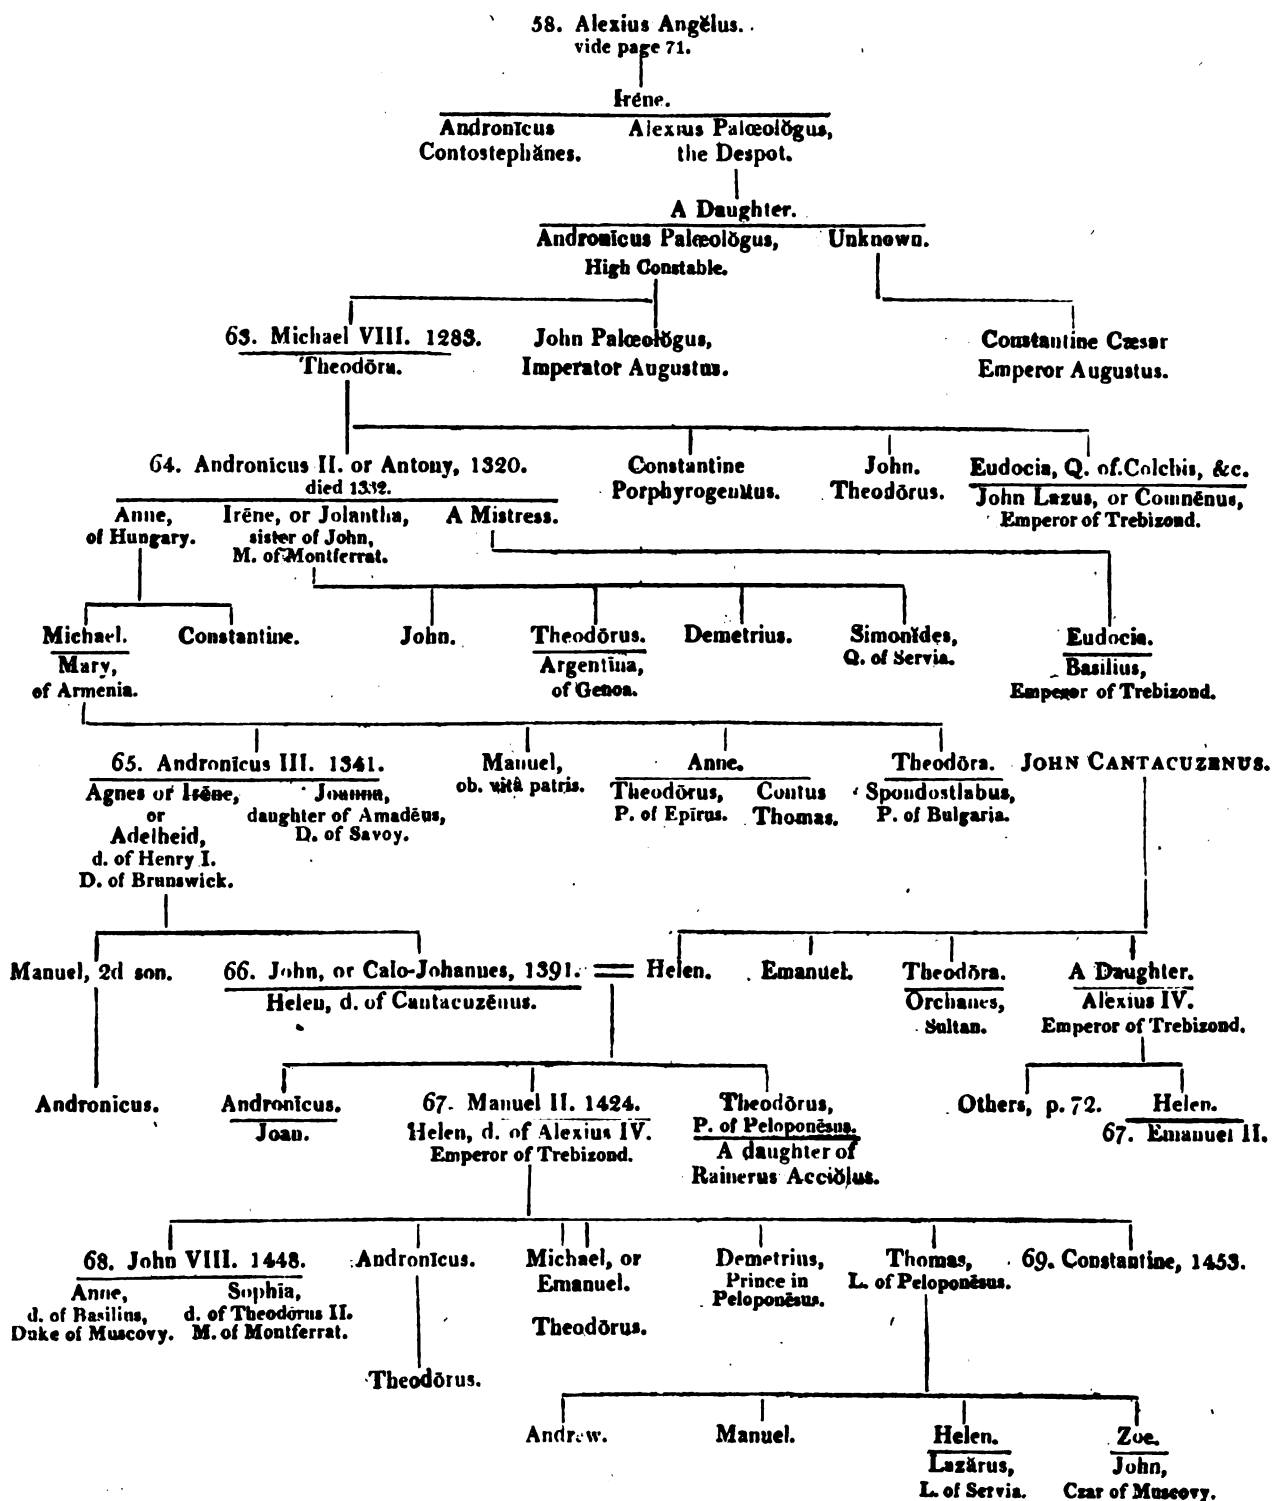 58. Alexius Angĕlus.
vide page 71.
Iréne.
Andronīcus Alexius Palœolŏgus,
Contostephănes. the Despot.
A Daughter.
Andronīcus Palœolŏgus, Unknown.
High Constable.
63. Michael VIII. 1283. John Palœolŏgus, Constantine Cæsar
Theodōra. Imperator Augustus. Emperor Augustus.
64. Andronicus II. or Antony, 1320. Constantine John. Eudocia, Q. of Colchis, &c.
died 1332. Porphyrogenitus. Theodōrus. John Lazus, or Comnēnus,
Emperor of Trebizond.
Anne, Irēne, or Jolantha, A Mistress.
of Hungary. sister of John,
M. of Montferrat.
Michael. Constantine. John. Theodōrus. Demetrius. Simonĭdes, Eudocia.
Mary, Argentīna, Q. of Servia. Basilius,
of Armenia. of Genoa. Emperor of Trebizond.
65. Andronīcus III. 1341. Manuel, Anne. Theodōra. JOHN CANTACUZENUS.
Agnes or Irēne, Joanna, ob. vitâ patris. Theodōrus, Contus Spondostlabus,
or daughter of Amadēus, P. of Epīrus. Thomas. P. of Bulgaria.
Adelheid, D. of Savoy.
d. of Henry I.
D. of Brunswick.
Manuel, 2d son. 66. John, or Calo-Johannes, 1391. = Helen. Emanuel. Theodōra. A Daughter.
Helen, d. of Cantacuzēnus. Orchanes, Alexius IV.
Sultan. Emperor of Trebizond.
Andronicus. Andronīcus. 67. Manuel II. 1424. Theodōrus, Others, p. 72. Helen.
Joan. Helen, d. of Alexius IV. P. of Peloponēsus. 67. Emanuel II.
Emperor of Trebizond. A daughter of
Rainerus Acciŏlus.
68. John VIII. 1448. Andronīcus. Michael, or Demetrius, Thomas, 69. Constantine, 1453.
Anne, Sophīa, Emanuel. Prince in L. of Peloponēsus.
d. of Basilius, d. of Theodōrus II. Peloponēsus.
Duke of Muscovy. M. of Montferrat. Theodōrus.
Theodōrus.
Andrew. Manuel. Helen. Zoe.
Lazărus, John,
L. of Servia. Czar of Muscovy.